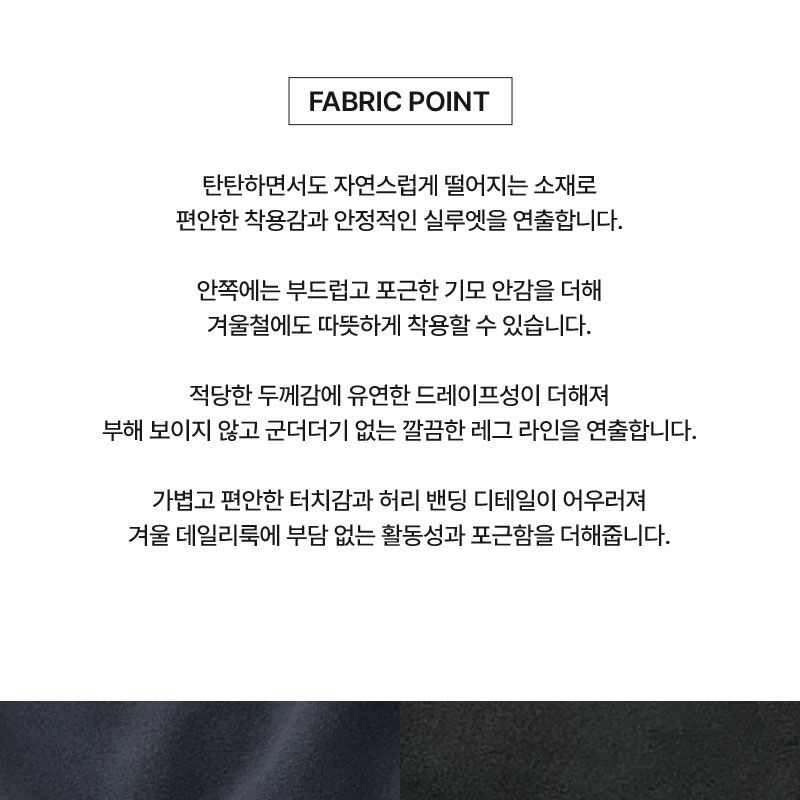 FABRIC POINT
탄탄하면서도 자연스럽게 떨어지는 소재로
편안한 착용감과 안정적인 실루엣을 연출합니다.
안쪽에는 부드럽고 포근한 기모 안감을 더해
겨울철에도 따뜻하게 착용할 수 있습니다.
적당한 두께감에 유연한 드레이프성이 더해져
부해 보이지 않고 군더더기 없는 깔끔한 레그 라인을 연출합니다.
가볍고 편안한 터치감과 허리 밴딩 디테일이 어우러져
겨울 데일리룩에 부담 없는 활동성과 포근함을 더해줍니다.